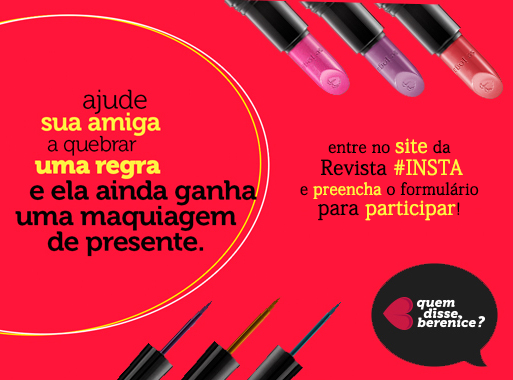 ajude
sua amiga
a quebrar
uma regra
e ela ainda ganha
uma maquiagem
de presente.
entre no site da
Revista #INSTA
e preencha o formulário
para participar!
quem
disse,
berenice?